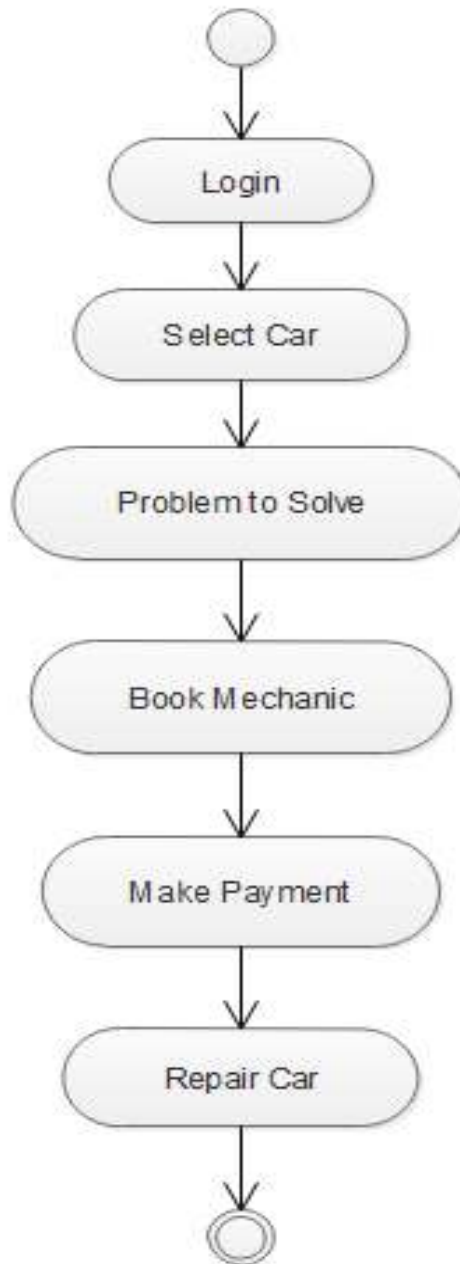 Login
Select Car
Problem to Solve
Book Mechanic
Make Payment
Repair Car